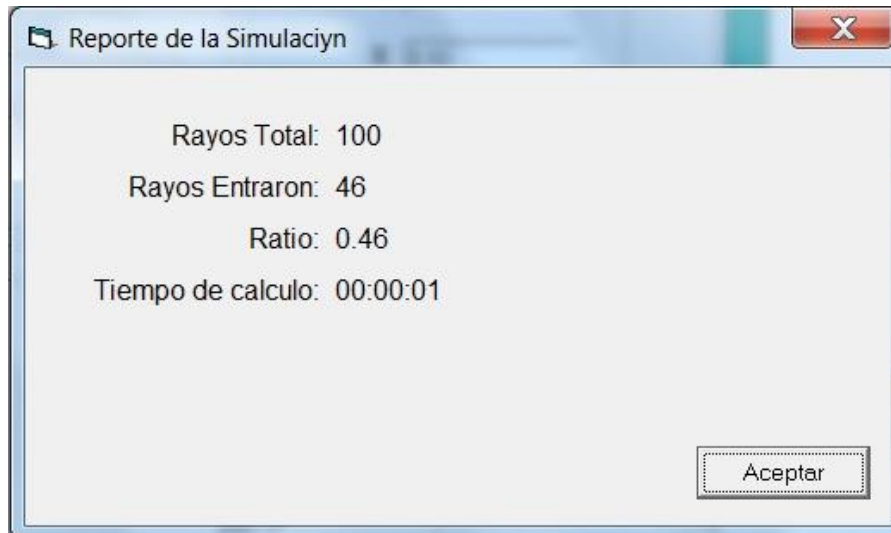 Reporte de la Simulaciyn
Rayos Total: 100
Rayos Entraron: 46
Ratio: 0.46
Tiempo de calculo: 00:00:01
Aceptar